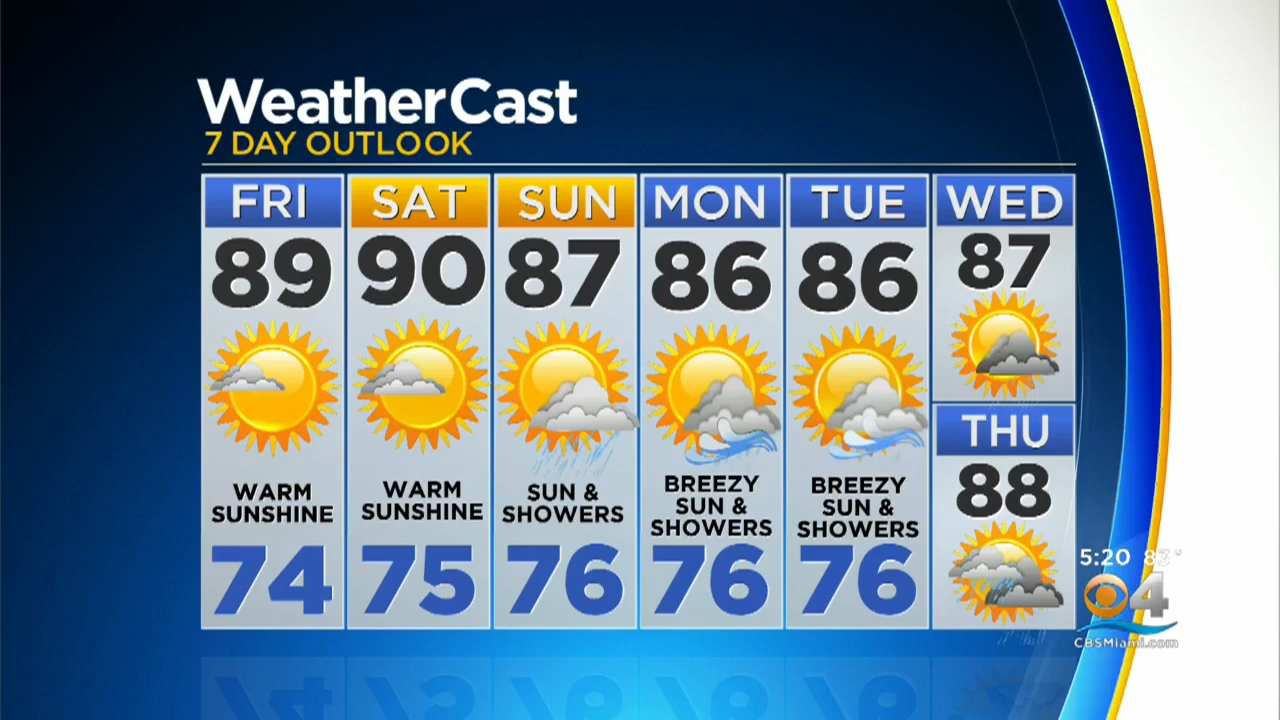 WeatherCast
7 DAY OUTLOOK
FRI
89
WARM
SUNSHINE
74
SAT
90
WARM
SUNSHINE
75
SUN
87
SUN &
SHOWERS
76
MON
86
BREEZY
SUN &
SHOWERS
76
TUE
86
BREEZY
SUN &
SHOWERS
76
WED
87
THU
88
5:20
4
CBSMiami.com